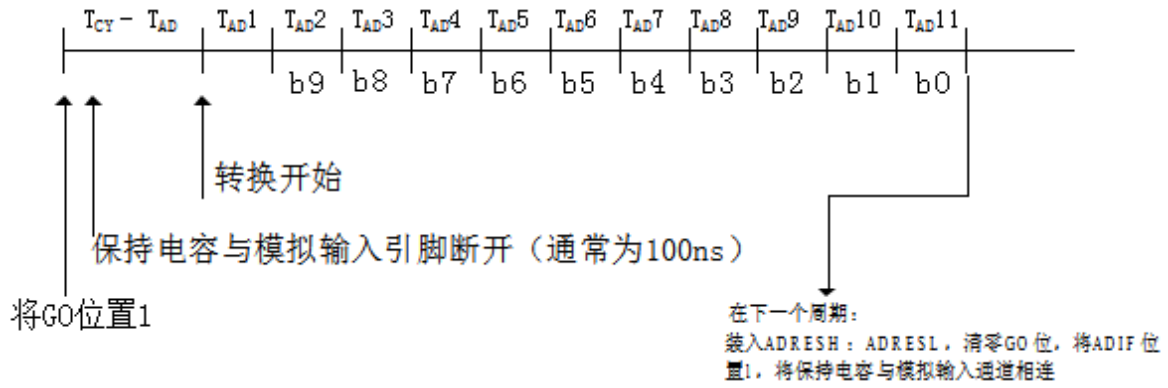 TCY - TAD TAD1 TAD2 TAD3 TAD4 TAD5 TAD6 TAD7 TAD8 TAD9 TAD10 TAD11
b9 b8 b7 b6 b5 b4 b3 b2 b1 b0
转换开始
保持电容与模拟输入引脚断开（通常为100ns）
将GO位置1
在下一个周期：
装入ADRESH：ADRESL，清零GO位，将ADIF位
置1，将保持电容与模拟输入通道相连